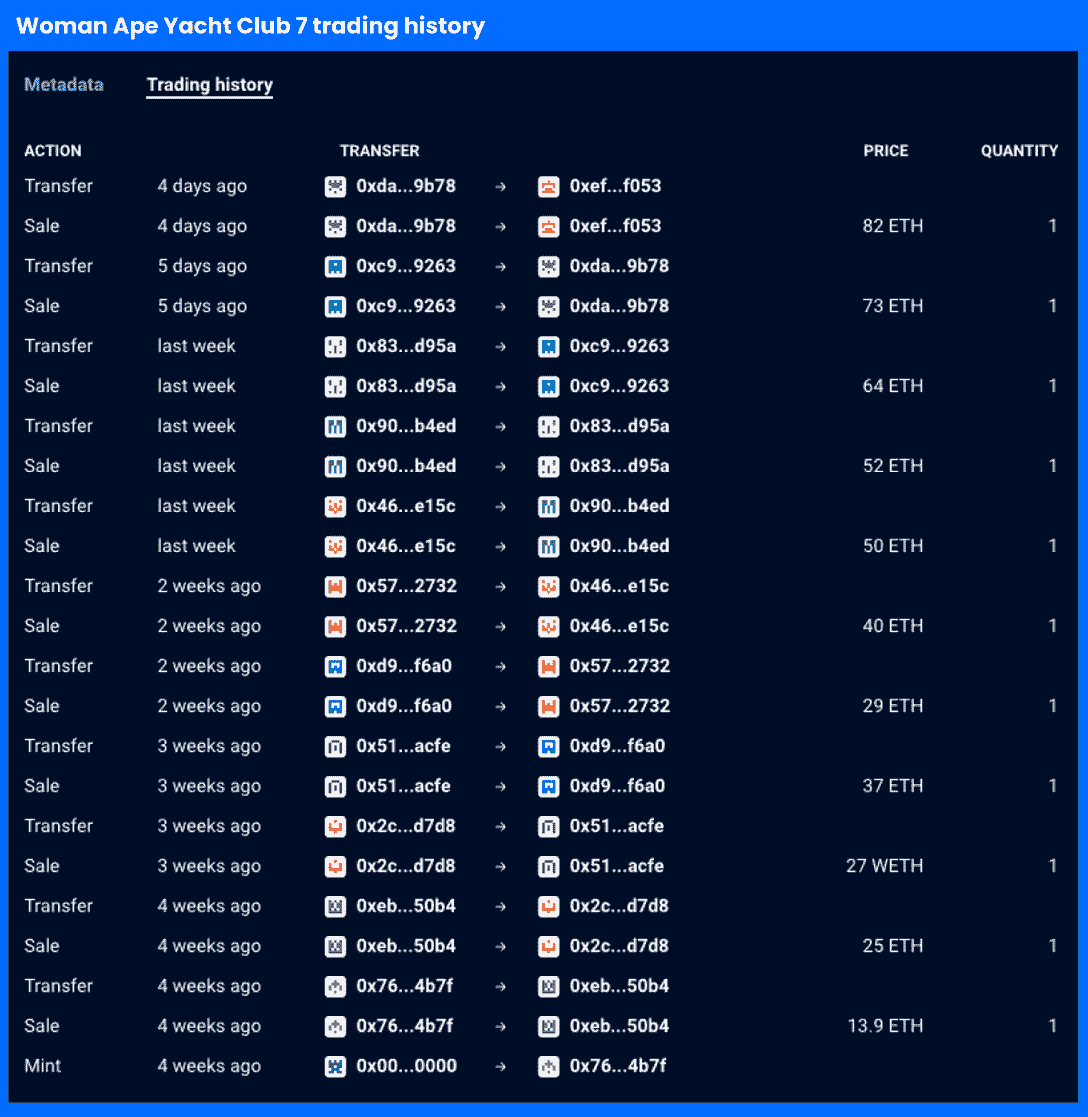 Woman Ape Yacht Club 7 trading history
Metadata Trading history
ACTION TRANSFER PRICE QUANTITY
Transfer 4 days ago 0xda...9b78 → 0xef...f053
Sale 4 days ago 0xda...9b78 → 0xef...f053 82 ETH 1
Transfer 5 days ago 0xc9...9263 → 0xda...9b78
Sale 5 days ago 0xc9...9263 → 0xda...9b78 73 ETH 1
Transfer last week 0x83...d95a → 0xc9...9263
Sale last week 0x83...d95a → 0xc9...9263 64 ETH 1
Transfer last week 0x90...b4ed → 0x83...d95a
Sale last week 0x90...b4ed → 0x83...d95a 52 ETH 1
Transfer last week 0x46...e15c → 0x90...b4ed
Sale last week 0x46...e15c → 0x90...b4ed 50 ETH 1
Transfer 2 weeks ago 0x57...2732 → 0x46...e15c
Sale 2 weeks ago 0x57...2732 → 0x46...e15c 40 ETH 1
Transfer 2 weeks ago 0xd9...f6a0 → 0x57...2732
Sale 2 weeks ago 0xd9...f6a0 → 0x57...2732 29 ETH 1
Transfer 3 weeks ago 0x51...acfe → 0xd9...f6a0
Sale 3 weeks ago 0x51...acfe → 0xd9...f6a0 37 ETH 1
Transfer 3 weeks ago 0x2c...d7d8 → 0x51...acfe
Sale 3 weeks ago 0x2c...d7d8 → 0x51...acfe 27 WETH 1
Transfer 4 weeks ago 0xeb...50b4 → 0x2c...d7d8
Sale 4 weeks ago 0xeb...50b4 → 0x2c...d7d8 25 ETH 1
Transfer 4 weeks ago 0x76...4b7f → 0xeb...50b4
Sale 4 weeks ago 0x76...4b7f → 0xeb...50b4 13.9 ETH 1
Mint 4 weeks ago 0x00...0000 → 0x76...4b7f